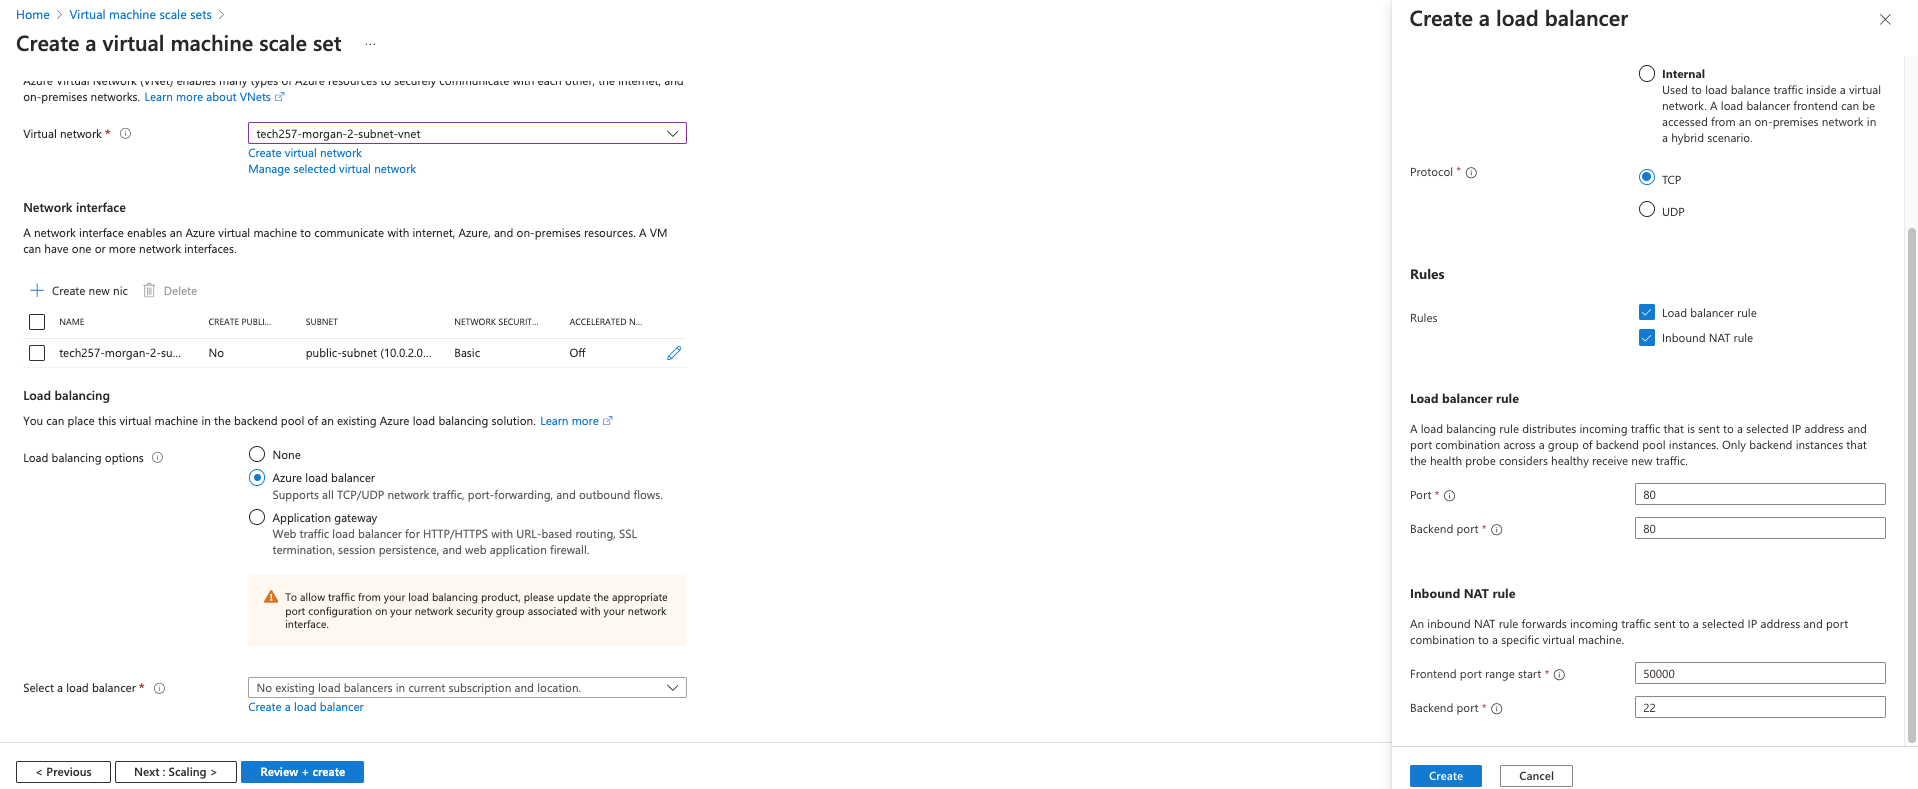 Home > Virtual machine scale sets >
Create a virtual machine scale set ...
Azure Virtual Network (VNet) enables many types of Azure resources to securely communicate with each other, the internet, and
on-premises networks. Learn more about VNets
Virtual network *
tech257-morgan-2-subnet-vnet
Create virtual network
Manage selected virtual network
Network interface
A network interface enables an Azure virtual machine to communicate with internet, Azure, and on-premises resources. A VM
can have one or more network interfaces.
Create new nic Delete
NAME CREATE PUBLI... SUBNET NETWORK SECURIT... ACCELERATED N...
tech257-morgan-2-su... No public-subnet (10.0.2.0... Basic Off
Load balancing
You can place this virtual machine in the backend pool of an existing Azure load balancing solution. Learn more
Load balancing options
None
Azure load balancer
Supports all TCP/UDP network traffic, port-forwarding, and outbound flows.
Application gateway
Web traffic load balancer for HTTP/HTTPS with URL-based routing, SSL
termination, session persistence, and web application firewall.
To allow traffic from your load balancing product, please update the appropriate
port configuration on your network security group associated with your network
interface.
Select a load balancer *
No existing load balancers in current subscription and location.
Create a load balancer
< Previous
Next : Scaling >
Review + create
Create a load balancer
Internal
Used to load balance traffic inside a virtual
network. A load balancer frontend can be
accessed from an on-premises network in
a hybrid scenario.
Protocol *
TCP
UDP
Rules
Rules
Load balancer rule
Inbound NAT rule
Load balancer rule
A load balancing rule distributes incoming traffic that is sent to a selected IP address and
port combination across a group of backend pool instances. Only backend instances that
the health probe considers healthy receive new traffic.
Port * 80
Backend port * 80
Inbound NAT rule
An inbound NAT rule forwards incoming traffic sent to a selected IP address and port
combination to a specific virtual machine.
Frontend port range start * 50000
Backend port * 22
Create
Cancel